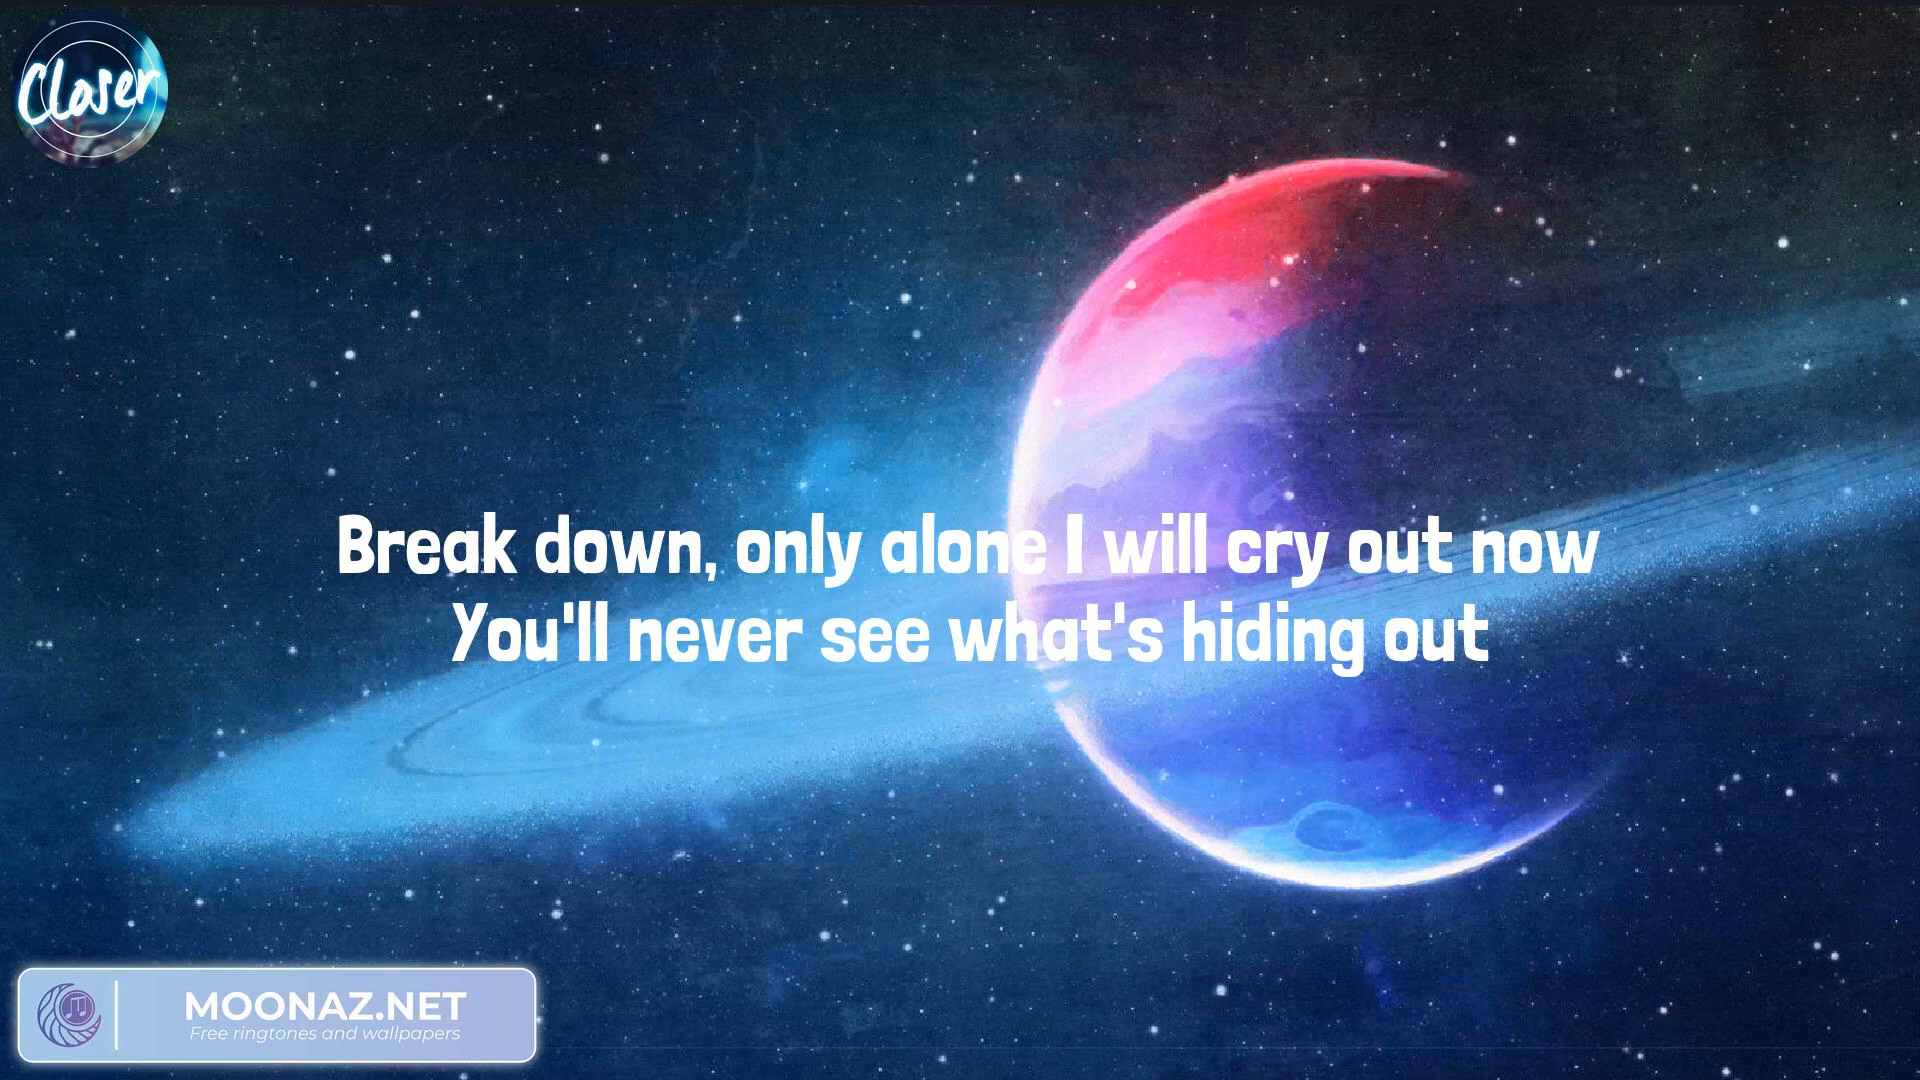 Closer
Break down, only alone I will cry out now
You'll never see what's hiding out
MOONAZ.NET
Free ringtones and wallpapers